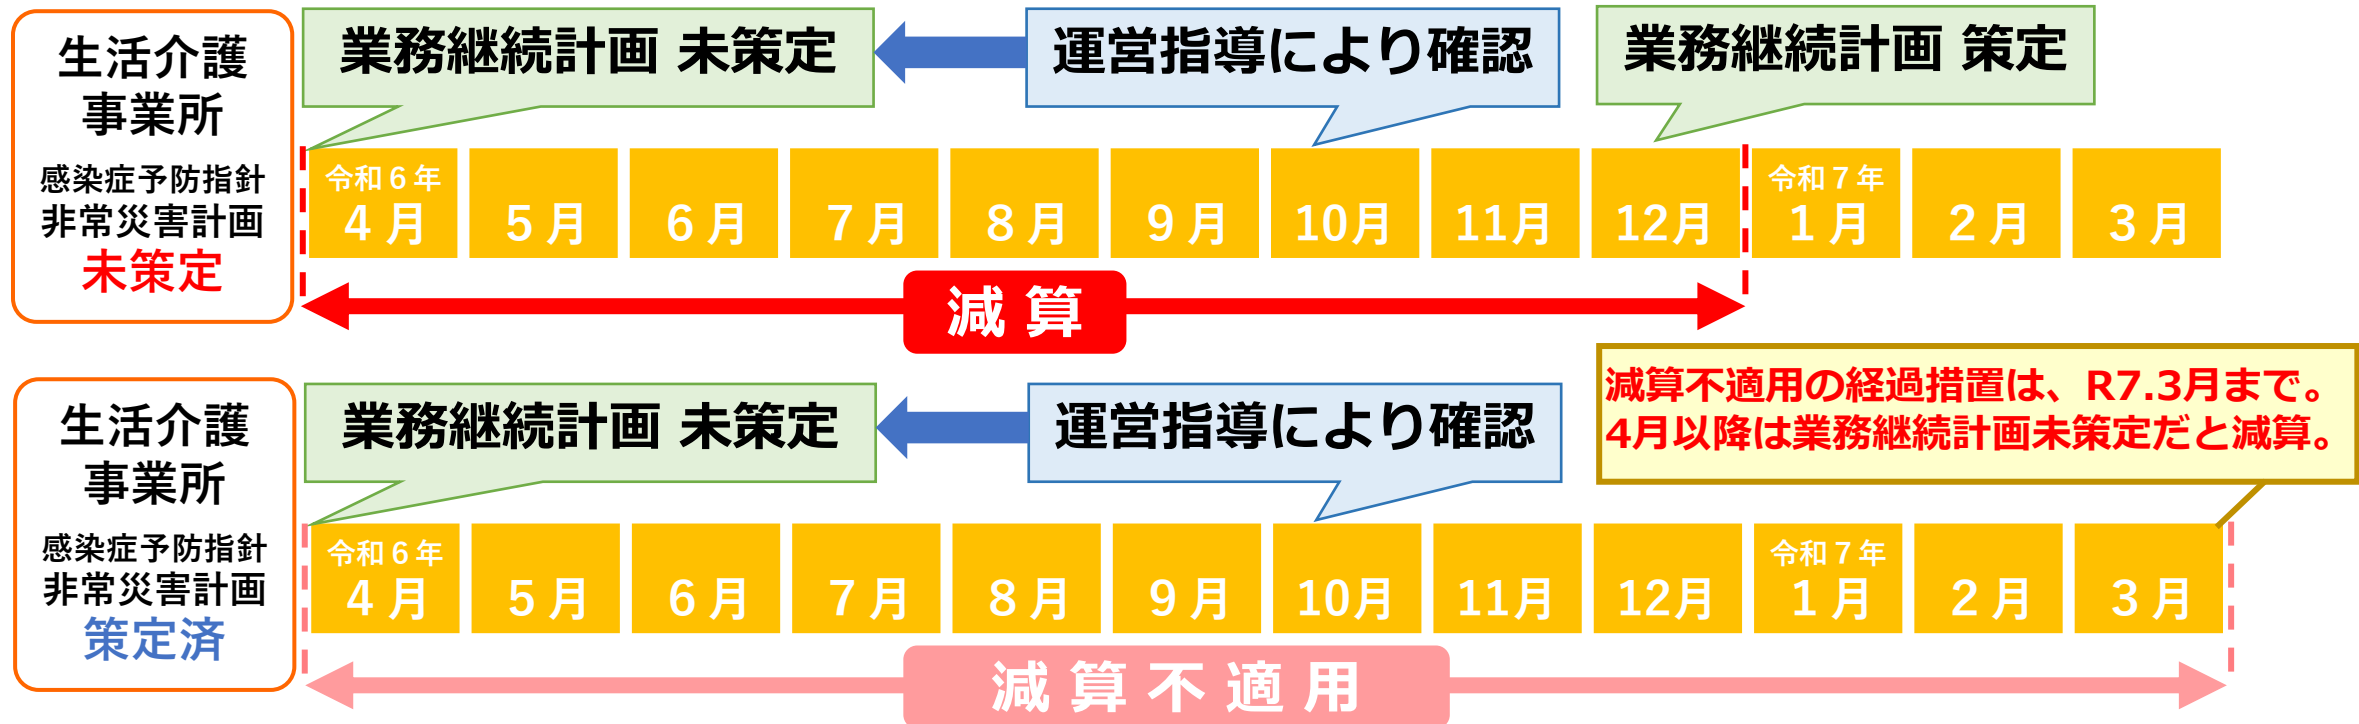 生活介護
事業所
感染症予防指針
非常災害計画
未策定
業務継続計画 未策定
運営指導により確認
業務継続計画 策定
令和６年
４月
５月
６月
７月
８月
９月
10月
11月
12月
令和７年
１月
２月
３月
減 算
減算不適用の経過措置は、R7.3月まで。
4月以降は業務継続計画未策定だと減算。
生活介護
事業所
感染症予防指針
非常災害計画
策定済
業務継続計画 未策定
運営指導により確認
令和６年
４月
５月
６月
７月
８月
９月
10月
11月
12月
令和７年
１月
２月
３月
減 算 不 適 用